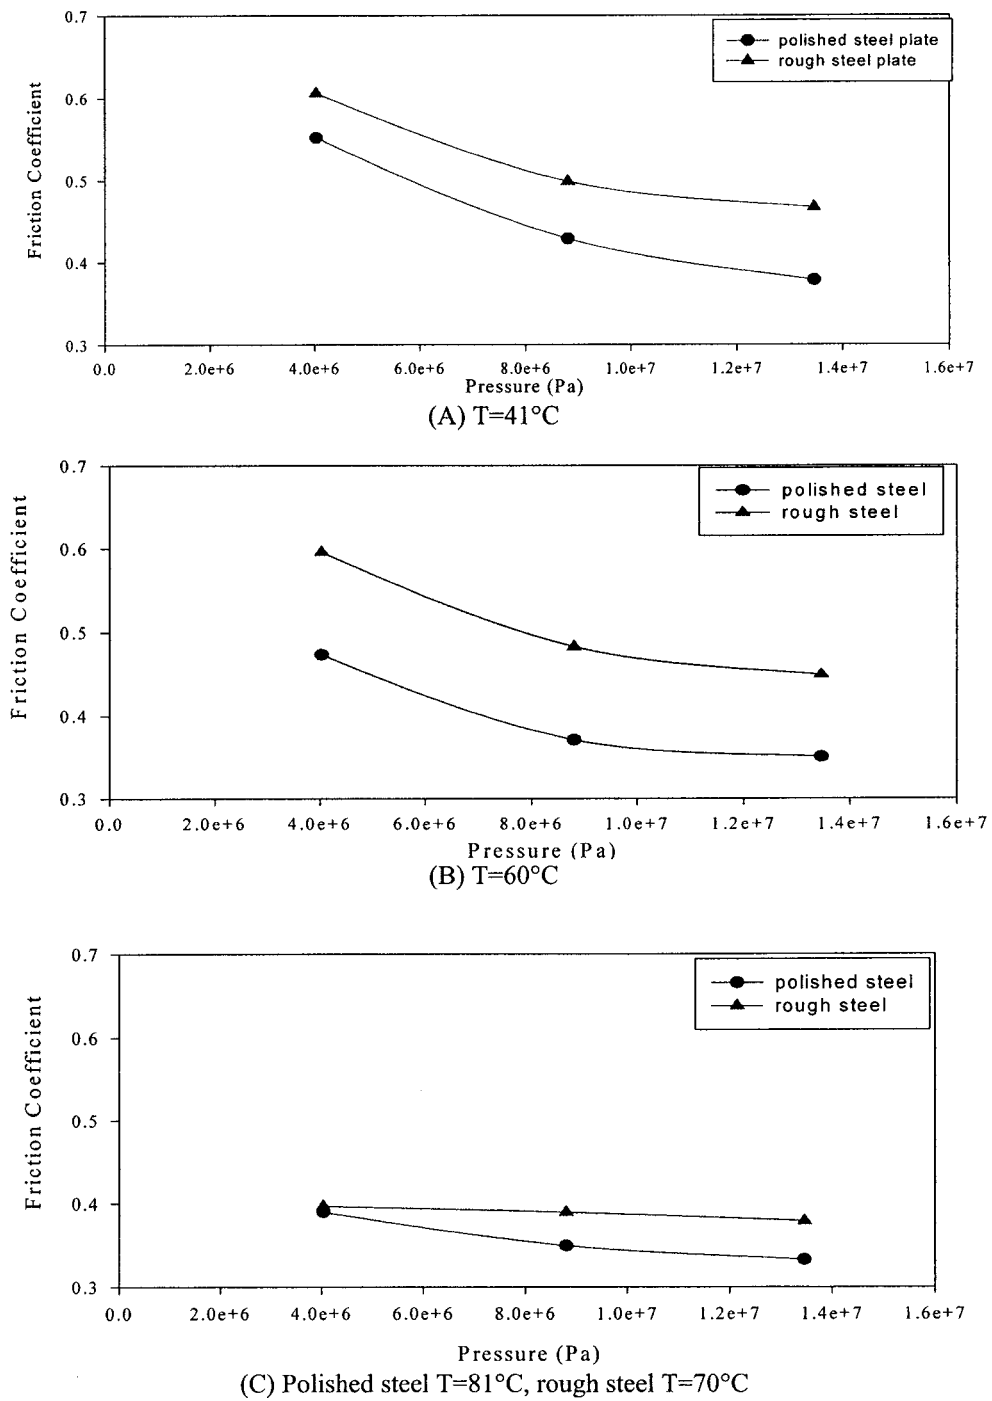 0.7
polished steel plate
rough steel plate
0.6
0.5
0.4
0.3
Friction Coefficient
0.0 2.0e+6 4.0e+6 6.0e+6 8.0e+6 1.0e+7 1.2e+7 1.4e+7 1.6e+7
Pressure (Pa)
(A) T=41°C
0.7
polished steel
rough steel
0.6
0.5
0.4
0.3
Friction Coefficient
0.0 2.0e+6 4.0e+6 6.0e+6 8.0e+6 1.0e+7 1.2e+7 1.4e+7 1.6e+7
Pressure (Pa)
(B) T=60°C
0.7
polished steel
rough steel
0.6
0.5
0.4
0.3
Friction Coefficient
0.0 2.0e+6 4.0e+6 6.0e+6 8.0e+6 1.0e+7 1.2e+7 1.4e+7 1.6e+7
Pressure (Pa)
(C) Polished steel T=81°C, rough steel T=70°C